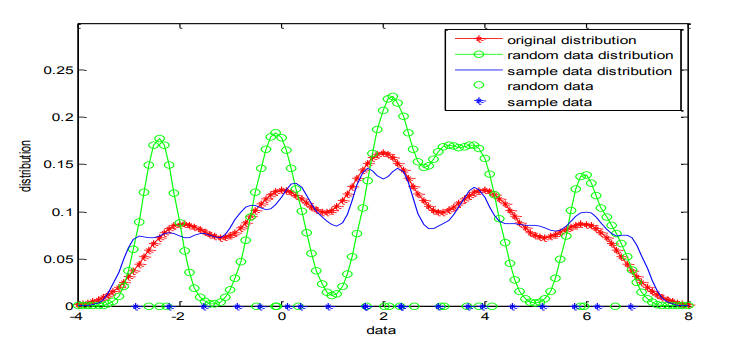 original distribution
random data distribution
sample data distribution
random data
sample data
0.25
0.2
0.15
0.1
0.05
0
distribution
-4 -2 0 2 4 6 8
data